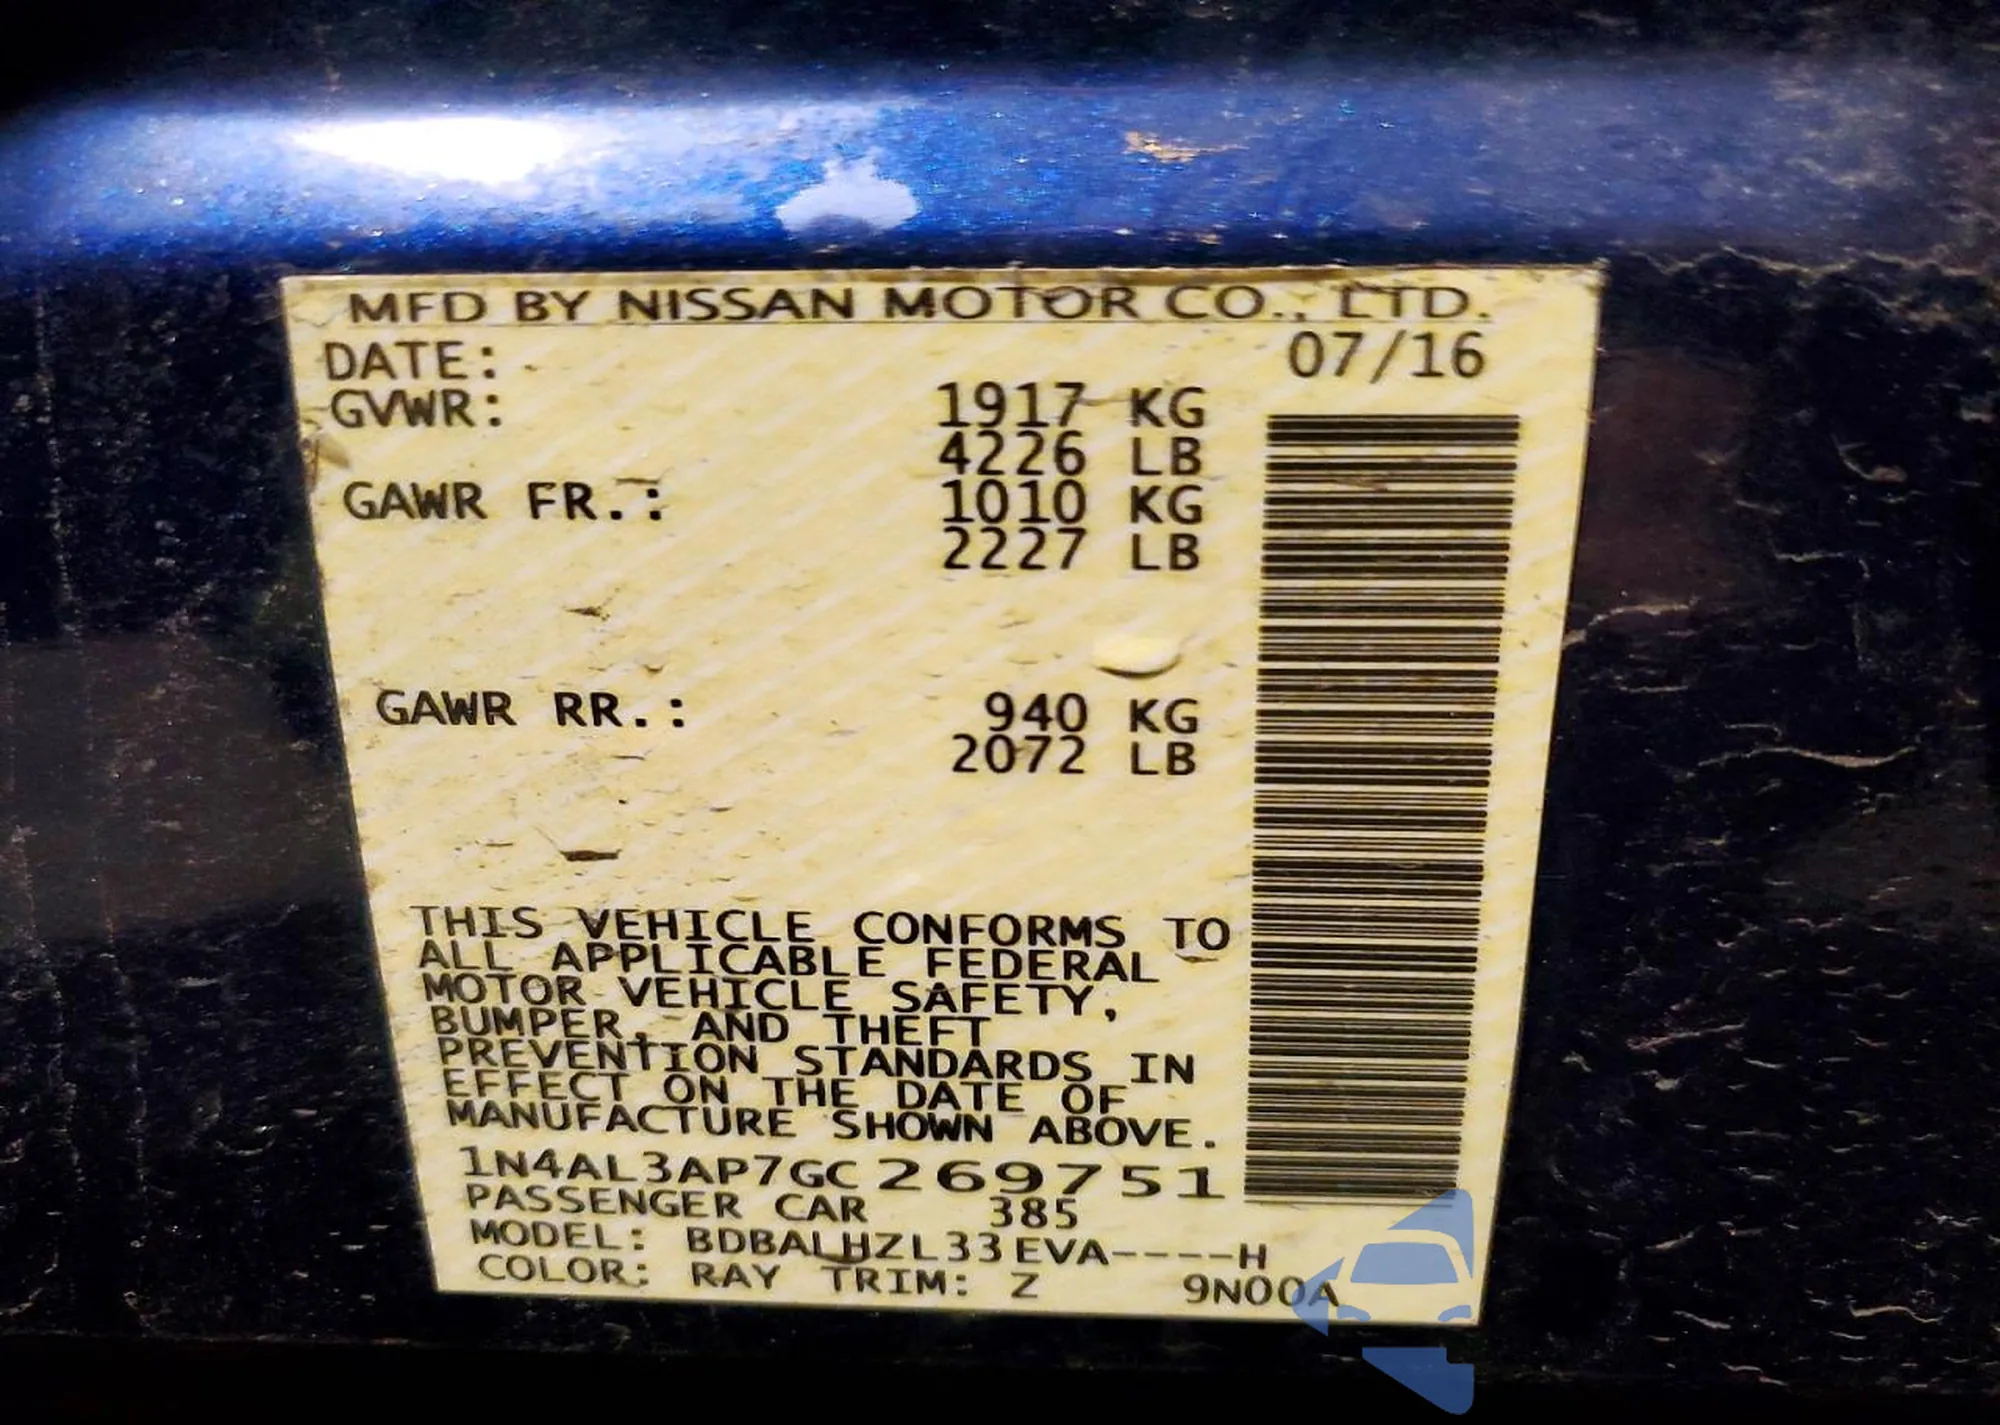 MFD BY NISSAN MOTOR CO., LTD.
DATE: 07/16
GVWR: 1917 KG
4226 LB
GAWR FR.: 1010 KG
2227 LB
GAWR RR.: 940 KG
2072 LB
THIS VEHICLE CONFORMS TO
ALL APPLICABLE FEDERAL
MOTOR VEHICLE SAFETY,
BUMPER, AND THEFT
PREVENTION STANDARDS IN
EFFECT ON THE DATE OF
MANUFACTURE SHOWN ABOVE.
1N4AL3AP7GC269751
PASSENGER CAR 385
MODEL: BDBALHZL33EVA----H
COLOR: RAY TRIM: Z 9N00A